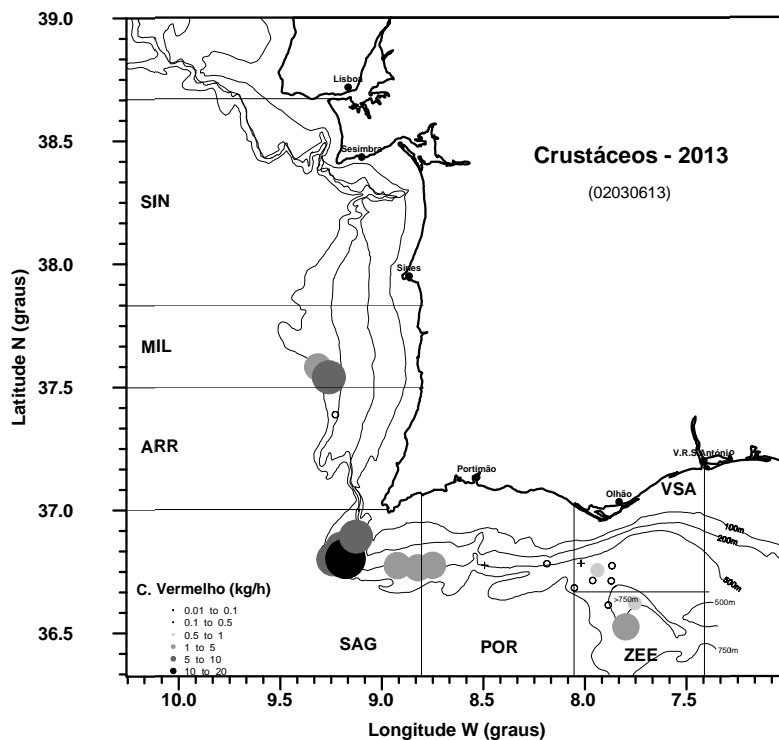 39.0
38.5
38.0
37.5
37.0
36.5
Latitude N (graus)
Lisboa
Sesimbra
Crustáceos - 2013
(02030613)
SIN
Sines
MIL
ARR
Portimão
Olhão
V.R.S.António
VSA
100m
200m
500m
>750m
500m
750m
C. Vermelho (kg/h)
0.01 to 0.1
0.1 to 0.5
0.5 to 1
1 to 5
5 to 10
10 to 20
SAG
POR
ZEE
10.0 9.5 9.0 8.5 8.0 7.5
Longitude W (graus)